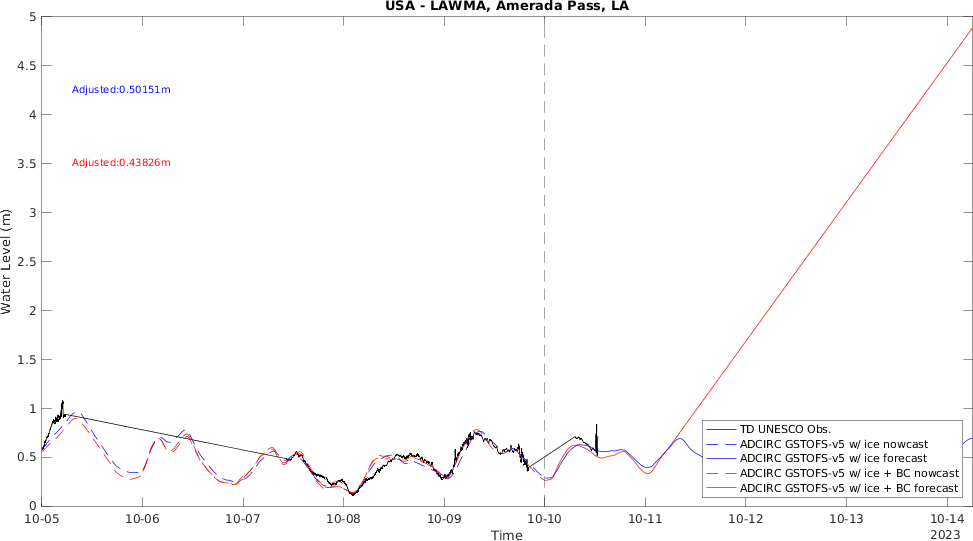 USA - LAWMA, Amerada Pass, LA
5
4.5
4
3.5
3
2.5
2
1.5
1
0.5
0
Water Level (m)
Adjusted:0.50151m
Adjusted:0.43826m
TD UNESCO Obs.
ADCIRC GSTOFS-v5 w/ ice nowcast
ADCIRC GSTOFS-v5 w/ ice forecast
ADCIRC GSTOFS-v5 w/ ice + BC nowcast
ADCIRC GSTOFS-v5 w/ ice + BC forecast
10-05 10-06 10-07 10-08 10-09 10-10 10-11 10-12 10-13 10-14
2023
Time